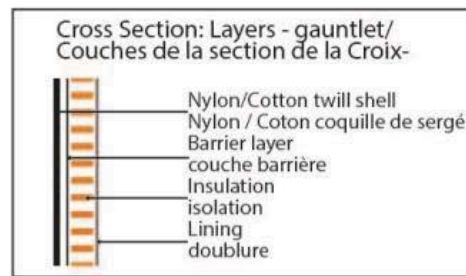 Cross Section: Layers - gauntlet/
Couches de la section de la Croix-
Nylon/Cotton twill shell
Nylon / Coton coquille de sergé
Barrier layer
couche barrière
Insulation
isolation
Lining
doublure